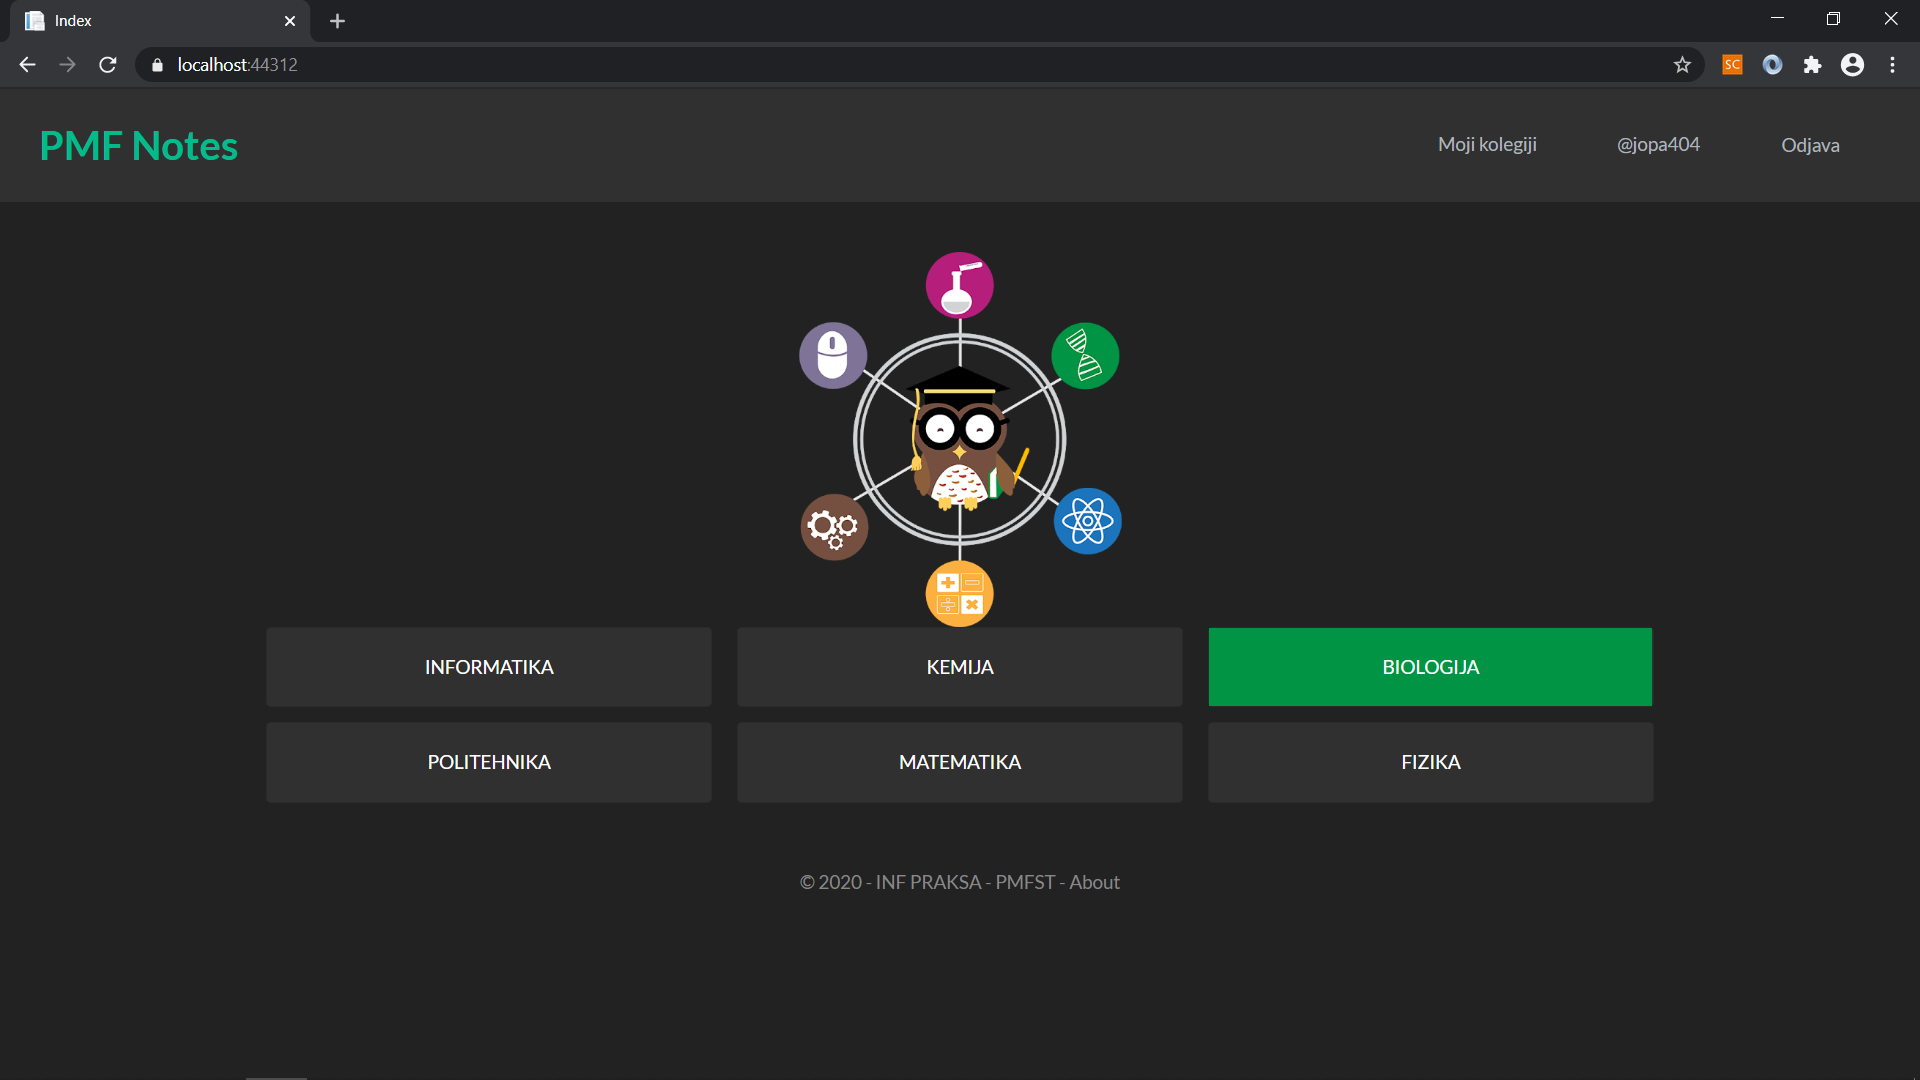 Index
localhost:44312
SC
PMF Notes
Moji kolegiji
@jopa404
Odjava
INFORMATIKA
KEMIJA
BIOLOGIJA
POLITEHNIKA
MATEMATIKA
FIZIKA
© 2020 - INF PRAKSA - PMFST - About